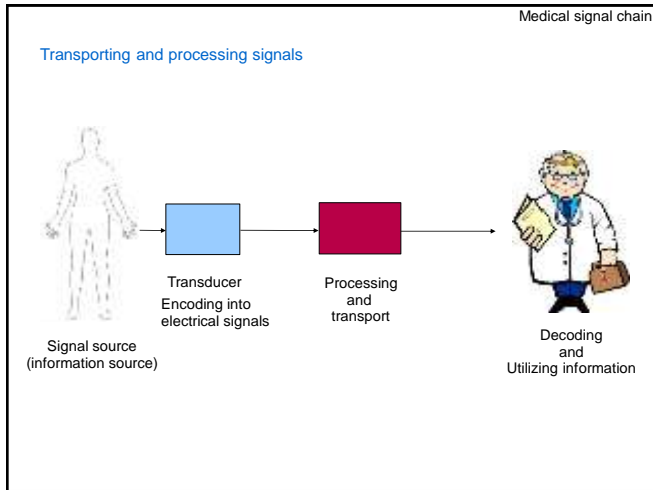 Medical signal chain
Transporting and processing signals
Transducer
Encoding into
electrical signals
Processing
and
transport
Signal source
(information source)
Decoding
and
Utilizing information